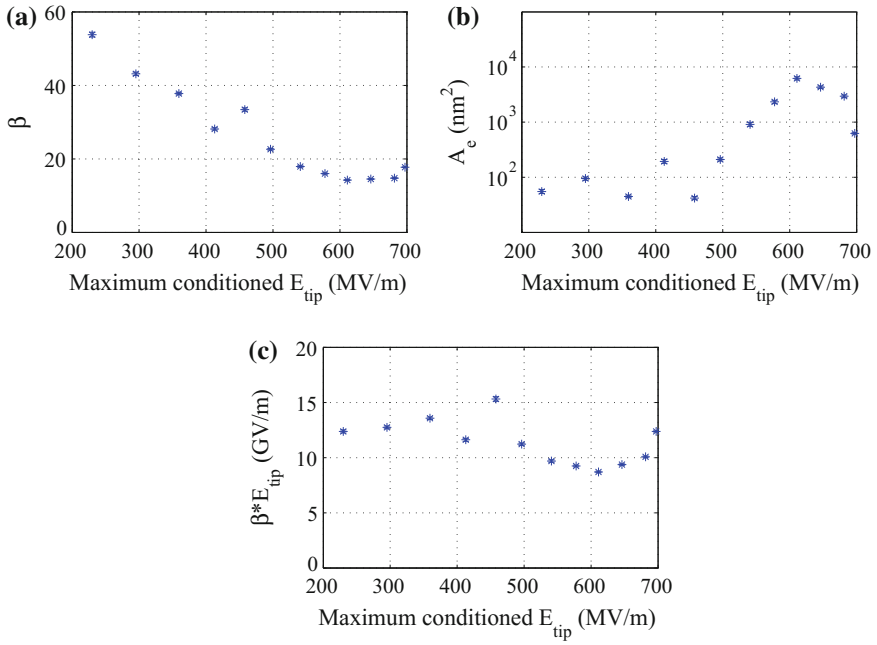 (a)
60
40
20
0
β
200 300 400 500 600 700
Maximum conditioned E_tip (MV/m)
(b)
10^4
10^3
10^2
A_e (nm^2)
200 300 400 500 600 700
Maximum conditioned E_tip (MV/m)
(c)
20
15
10
5
0
β*E_tip (GV/m)
200 300 400 500 600 700
Maximum conditioned E_tip (MV/m)